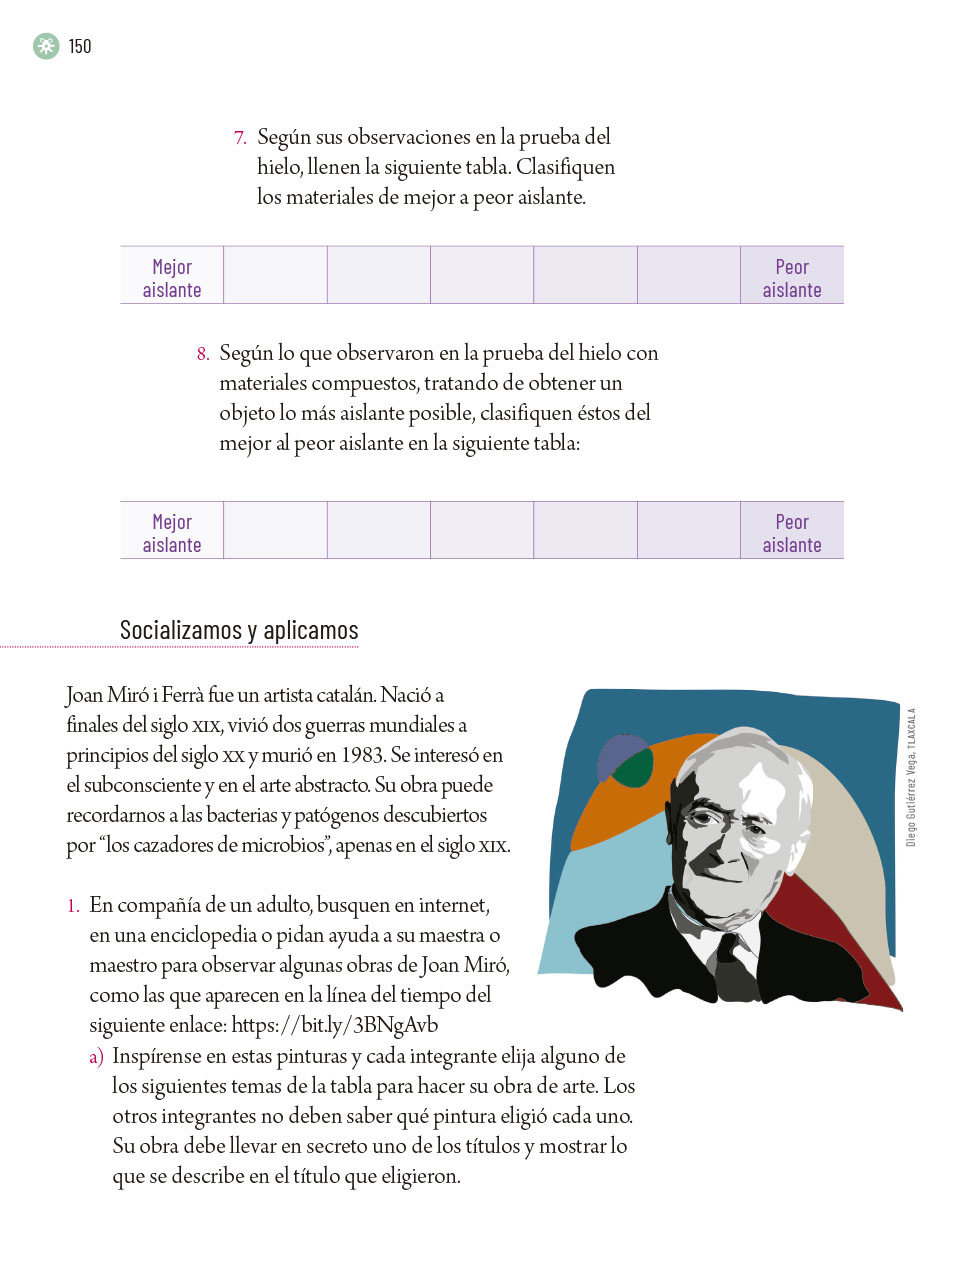 150
7. Según sus observaciones en la prueba del
hielo, llenen la siguiente tabla. Clasifiquen
los materiales de mejor a peor aislante.
Mejor
aislante
Peor
aislante
8. Según lo que observaron en la prueba del hielo con
materiales compuestos, tratando de obtener un
objeto lo más aislante posible, clasifiquen éstos del
mejor al peor aislante en la siguiente tabla:
Mejor
aislante
Peor
aislante
Socializamos y aplicamos
Joan Miró i Ferrà fue un artista catalán. Nació a
finales del siglo XIX, vivió dos guerras mundiales a
principios del siglo XX y murió en 1983. Se interesó en
el subconsciente y en el arte abstracto. Su obra puede
recordarnos a las bacterias y patógenos descubiertos
por “los cazadores de microbios”, apenas en el siglo XIX.
Diego Gutiérrez Vega, TLAXCALA
1. En compañía de un adulto, busquen en internet,
en una enciclopedia o pidan ayuda a su maestra o
maestro para observar algunas obras de Joan Miró,
como las que aparecen en la línea del tiempo del
siguiente enlace: https://bit.ly/3BNgAvb
a) Inspírense en estas pinturas y cada integrante elija alguno de
los siguientes temas de la tabla para hacer su obra de arte. Los
otros integrantes no deben saber qué pintura eligió cada uno.
Su obra debe llevar en secreto uno de los títulos y mostrar lo
que se describe en el título que eligieron.